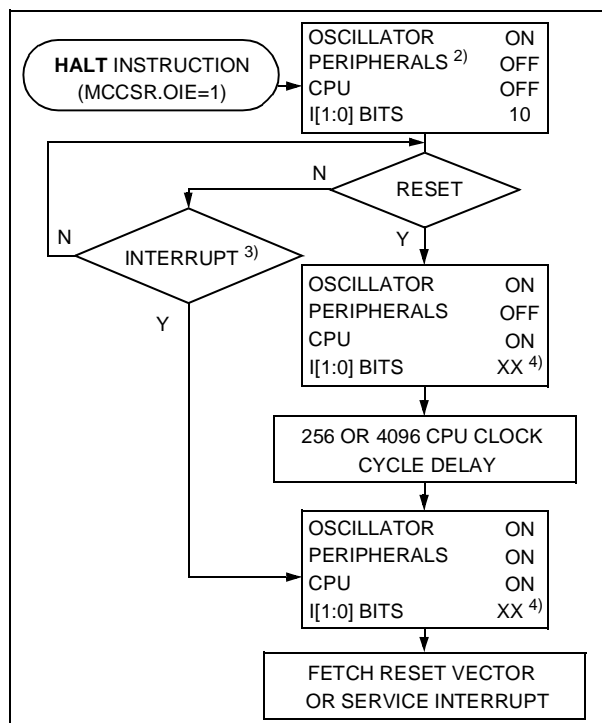 HALT INSTRUCTION
(MCCSR.OIE=1)
OSCILLATOR ON
PERIPHERALS 2) OFF
CPU OFF
I[1:0] BITS 10
N
RESET
Y
N
INTERRUPT 3)
Y
OSCILLATOR ON
PERIPHERALS OFF
CPU ON
I[1:0] BITS XX 4)
256 OR 4096 CPU CLOCK
CYCLE DELAY
OSCILLATOR ON
PERIPHERALS ON
CPU ON
I[1:0] BITS XX 4)
FETCH RESET VECTOR
OR SERVICE INTERRUPT